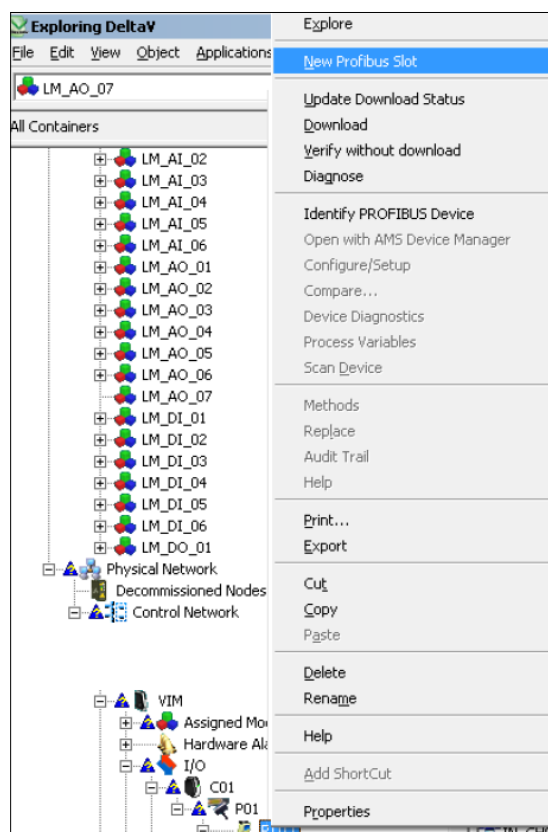 Exploring DeltaV
File Edit View Object Applications
LM_AO_07
All Containers
LM_AI_02
LM_AI_03
LM_AI_04
LM_AI_05
LM_AI_06
LM_AO_01
LM_AO_02
LM_AO_03
LM_AO_04
LM_AO_05
LM_AO_06
LM_AO_07
LM_DI_01
LM_DI_02
LM_DI_03
LM_DI_04
LM_DI_05
LM_DI_06
LM_DO_01
Physical Network
Decommissioned Nodes
Control Network
VIM
Assigned Mo
Hardware Ala
I/O
C01
P01
Explore
New Profibus Slot
Update Download Status
Download
Verify without download
Diagnose
Identify PROFIBUS Device
Open with AMS Device Manager
Configure/Setup
Compare...
Device Diagnostics
Process Variables
Scan Device
Methods
Replace
Audit Trail
Help
Print...
Export
Cut
Copy
Paste
Delete
Rename
Help
Add ShortCut
Properties